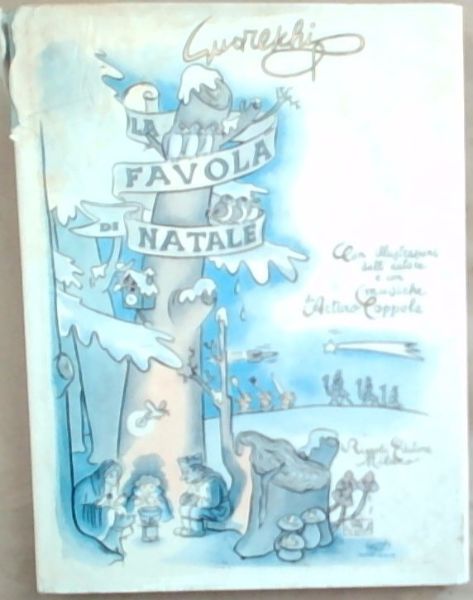 Guareschi
LA
FAVOLA
DI NATALE
Con illustrazioni
dell'autore
e con
musiche
di Arturo Coppola
Rizzoli Editore
Milano